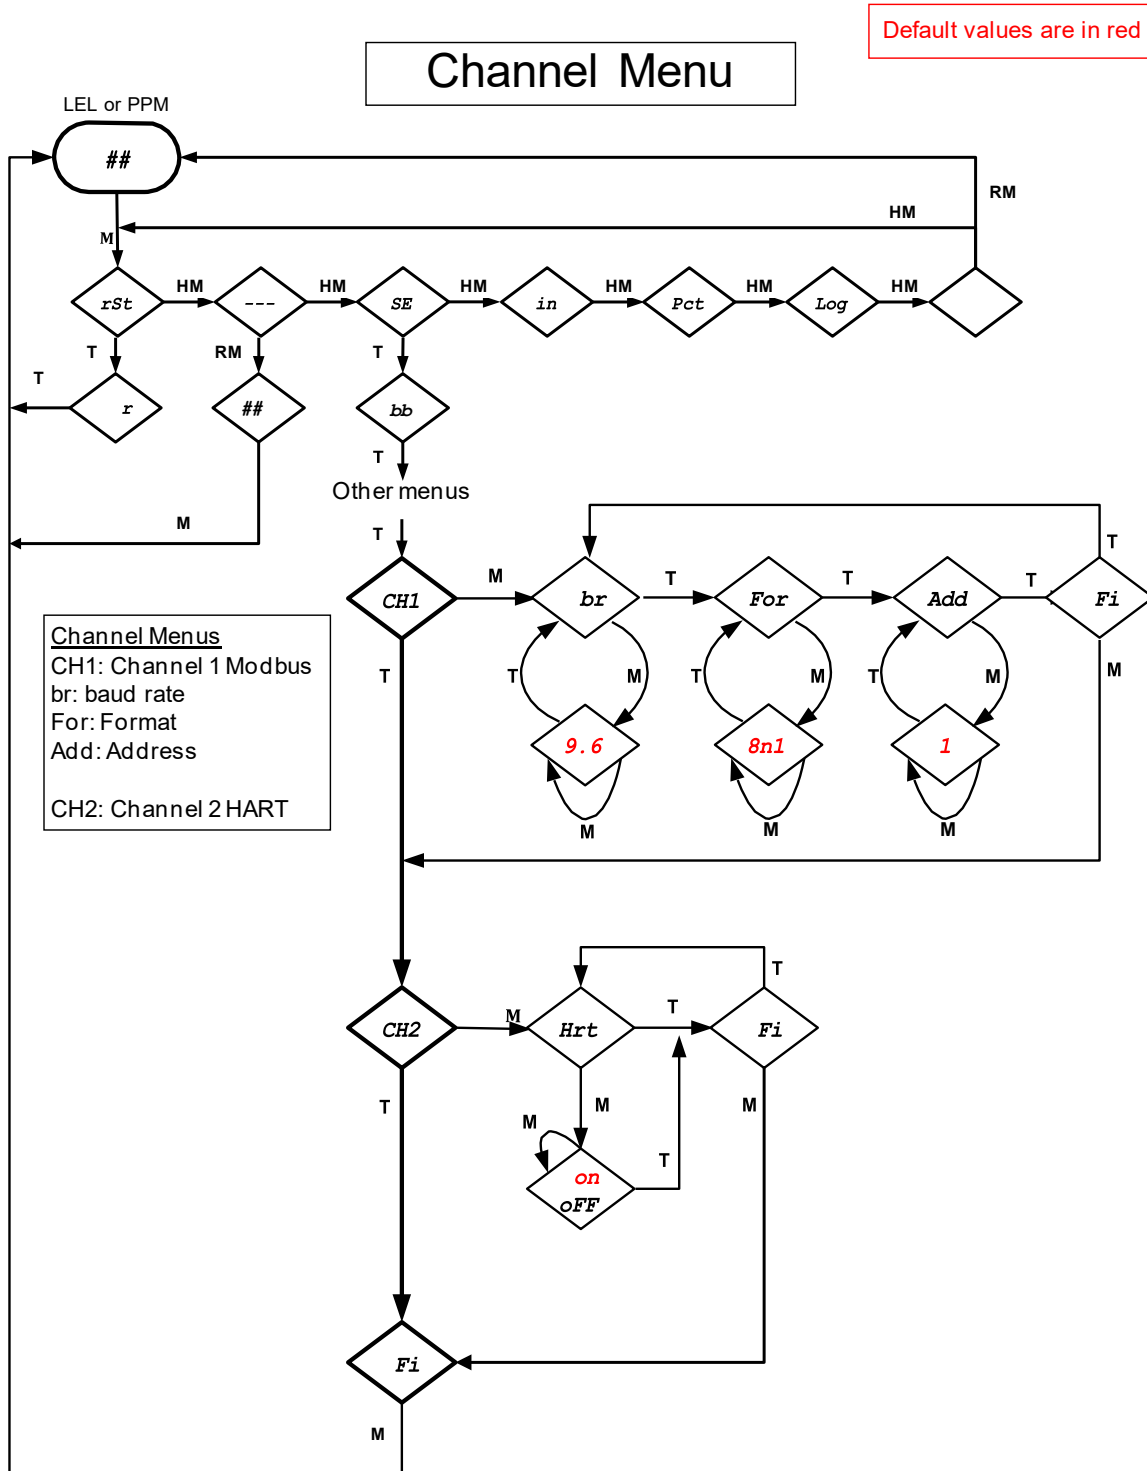 Default values are in red
Channel Menu
LEL or PPM
##
RM
HM
M
rSt
HM
---
HM
SE
HM
in
HM
Pct
HM
Log
HM
T
RM
T
T
r
##
bb
T
Other menus
M
T
CH1
M
br
T
For
T
Add
T
Fi
T
Channel Menus
CH1: Channel 1 Modbus
br: baud rate
For: Format
Add: Address
CH2: Channel 2 HART
T
T
M
T
M
T
M
M
9.6
8n1
1
M
M
M
CH2
M
Hrt
T
Fi
T
T
M
M
M
on
oFF
T
Fi
M